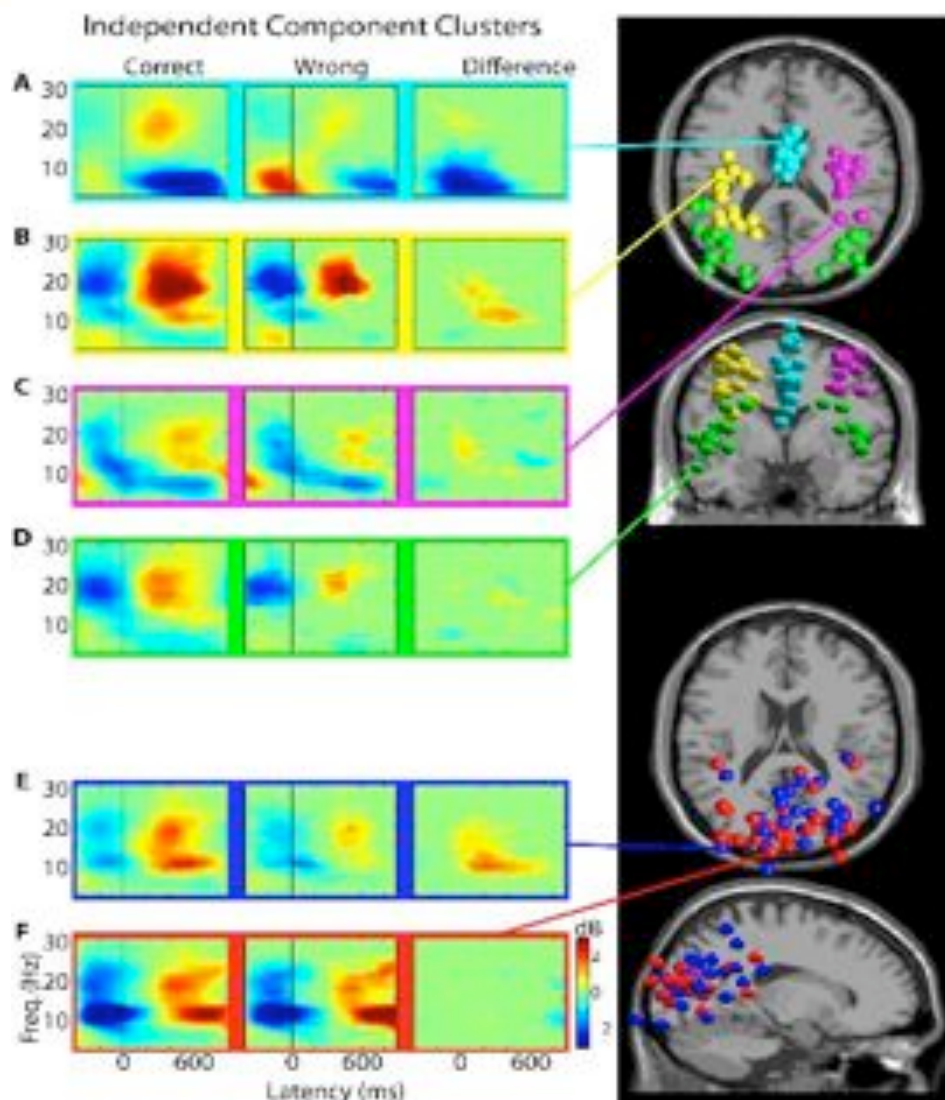 Independent Component Clusters
Correct Wrong Difference
A 30
20
10
B 30
20
10
C 30
20
10
D 30
20
10
E 30
20
10
F 30
20
10
Freq. (Hz)
dB
4
0
2
0 600 0 600 0 600
Latency (ms)